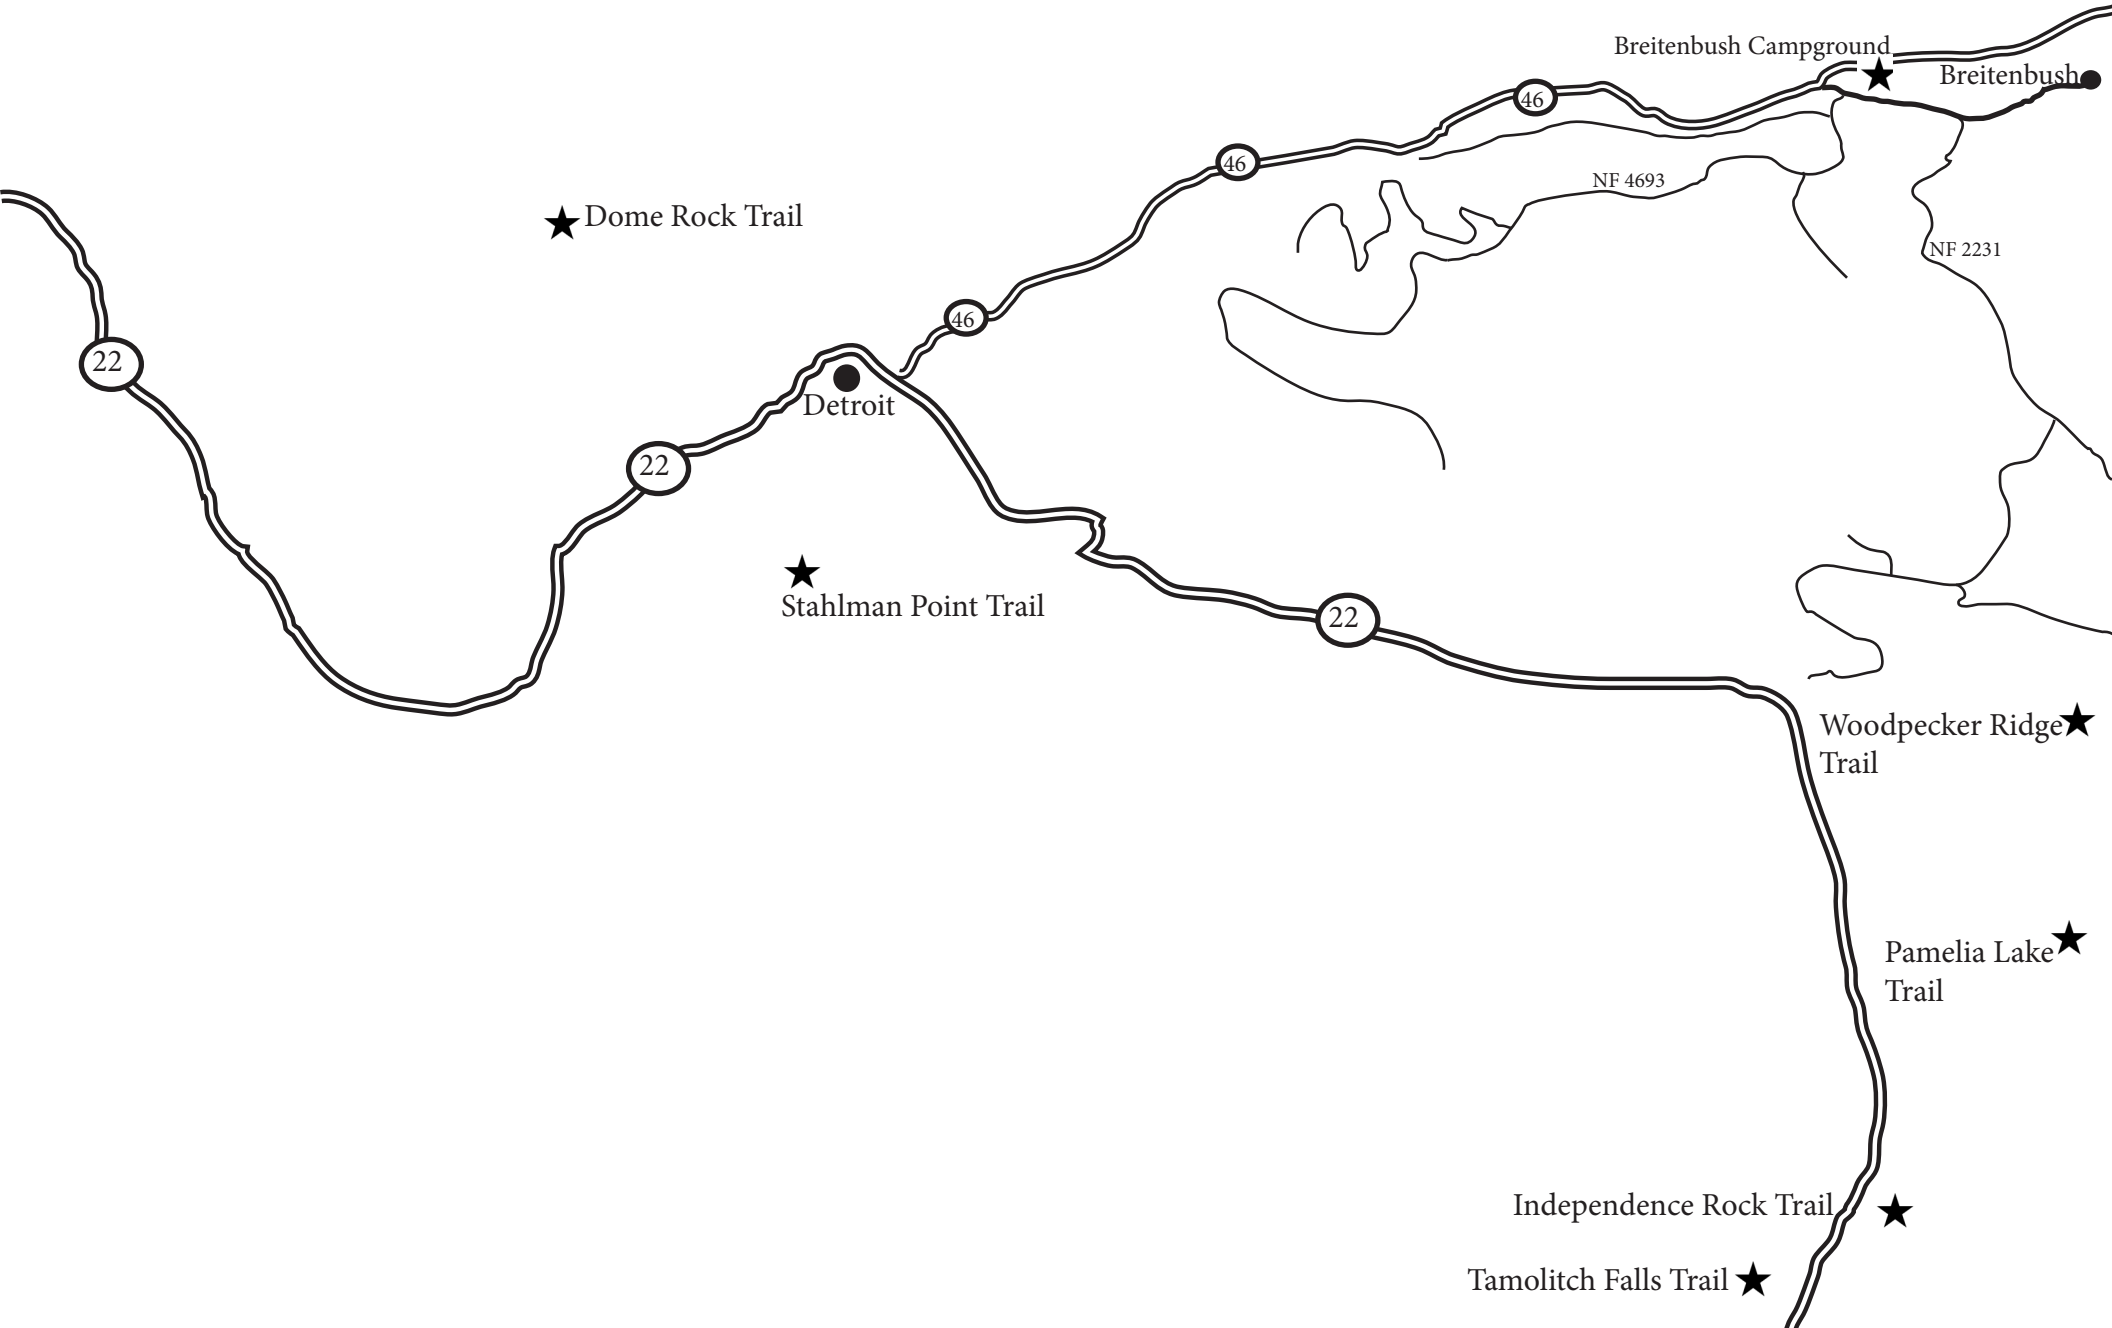 Breitenbush Campground
Breitenbush
46
46
NF 4693
Dome Rock Trail
NF 2231
46
22
Detroit
22
Stahlman Point Trail
22
Woodpecker Ridge
Trail
Pamelia Lake
Trail
Independence Rock Trail
Tamolitch Falls Trail